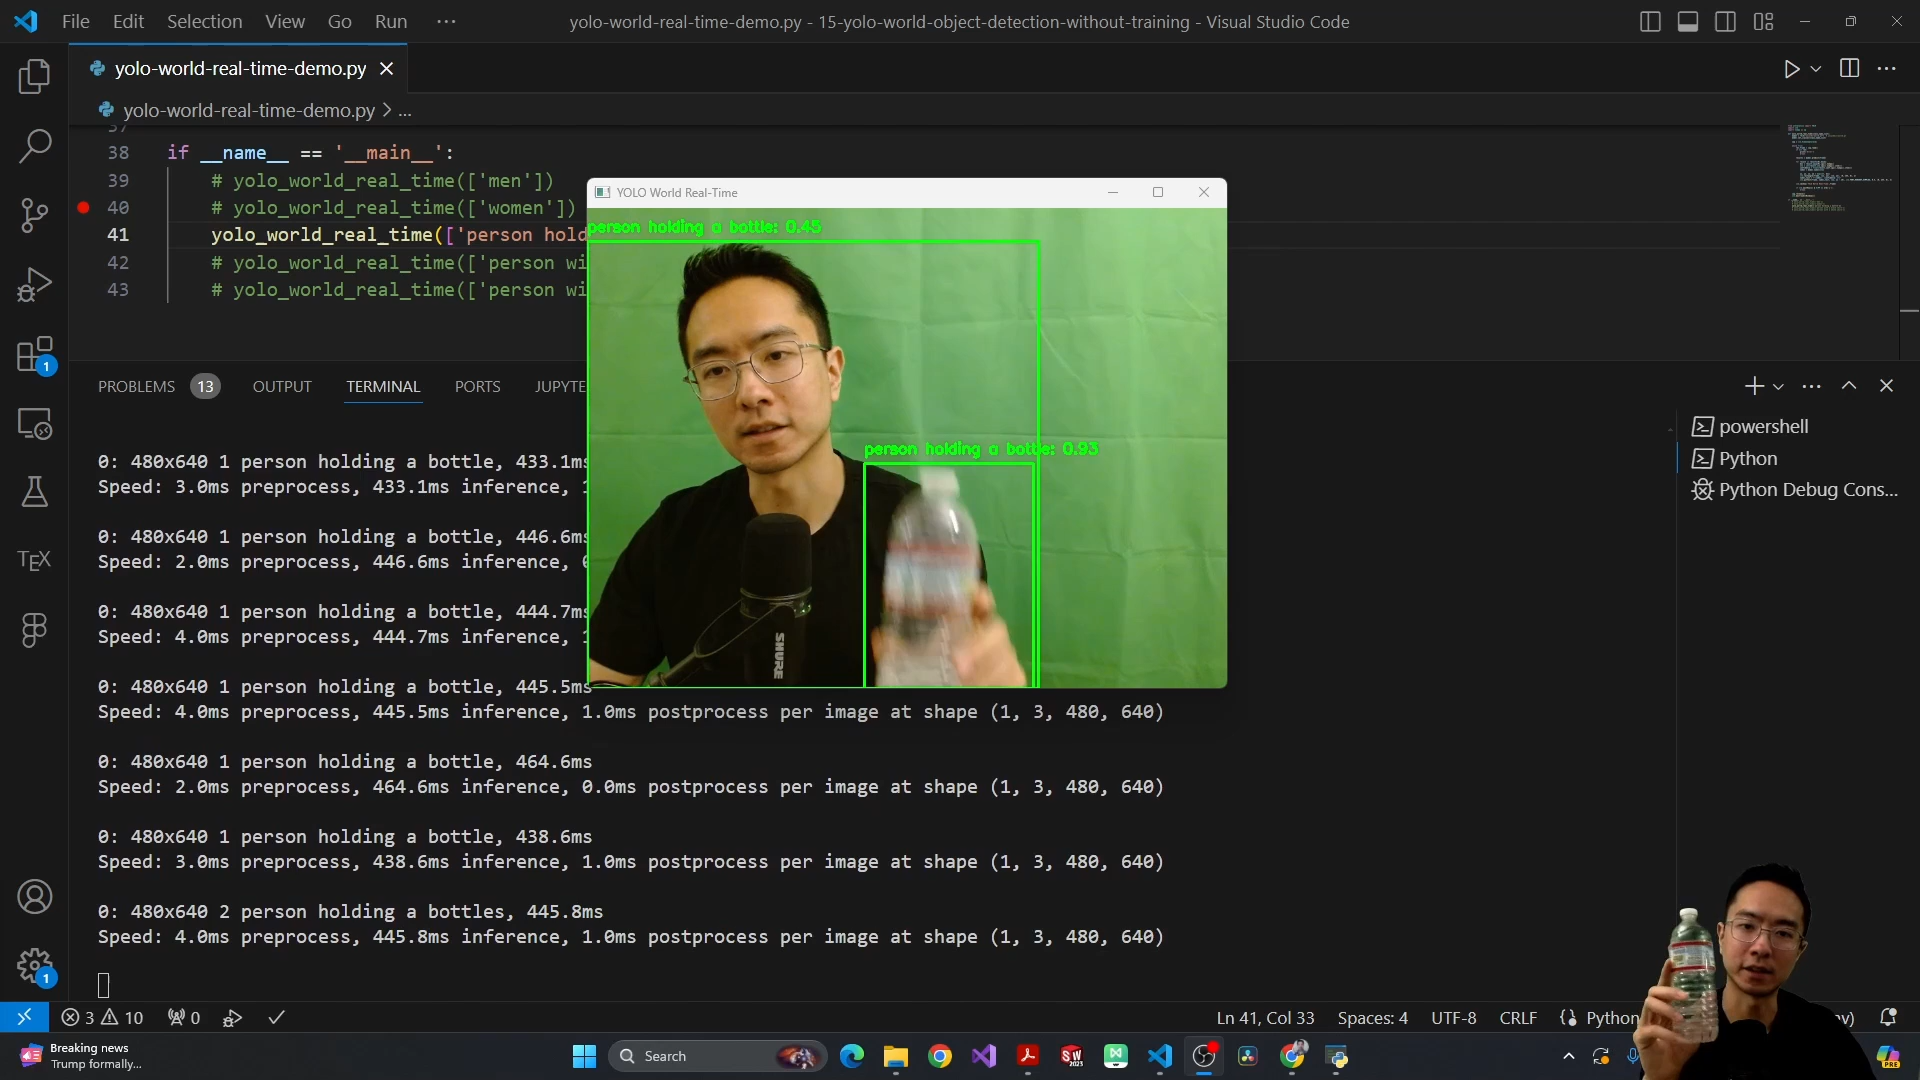 File Edit Selection View Go Run ···
yolo-world-real-time-demo.py - 15-yolo-world-object-detection-without-training - Visual Studio Code
yolo-world-real-time-demo.py
yolo-world-real-time-demo.py > ...
37
38 if __name__ == '__main__':
39 # yolo_world_real_time(['men'])
40 # yolo_world_real_time(['women'])
41 yolo_world_real_time(['person hold
42 # yolo_world_real_time(['person wi
43 # yolo_world_real_time(['person wi
YOLO World Real-Time
person holding a bottle: 0.45
person holding a bottle: 0.93
SHURE
PROBLEMS 13 OUTPUT TERMINAL PORTS JUPYTE
0: 480x640 1 person holding a bottle, 433.1ms
Speed: 3.0ms preprocess, 433.1ms inference,
0: 480x640 1 person holding a bottle, 446.6ms
Speed: 2.0ms preprocess, 446.6ms inference,
0: 480x640 1 person holding a bottle, 444.7ms
Speed: 4.0ms preprocess, 444.7ms inference,
0: 480x640 1 person holding a bottle, 445.5ms
Speed: 4.0ms preprocess, 445.5ms inference, 1.0ms postprocess per image at shape (1, 3, 480, 640)
0: 480x640 1 person holding a bottle, 464.6ms
Speed: 2.0ms preprocess, 464.6ms inference, 0.0ms postprocess per image at shape (1, 3, 480, 640)
0: 480x640 1 person holding a bottle, 438.6ms
Speed: 3.0ms preprocess, 438.6ms inference, 1.0ms postprocess per image at shape (1, 3, 480, 640)
0: 480x640 2 person holding a bottles, 445.8ms
Speed: 4.0ms preprocess, 445.8ms inference, 1.0ms postprocess per image at shape (1, 3, 480, 640)
powershell
Python
Python Debug Cons...
1
TEX
1
3 10 0
Ln 41, Col 33 Spaces: 4 UTF-8 CRLF Python
Breaking news
Trump formally...
Search